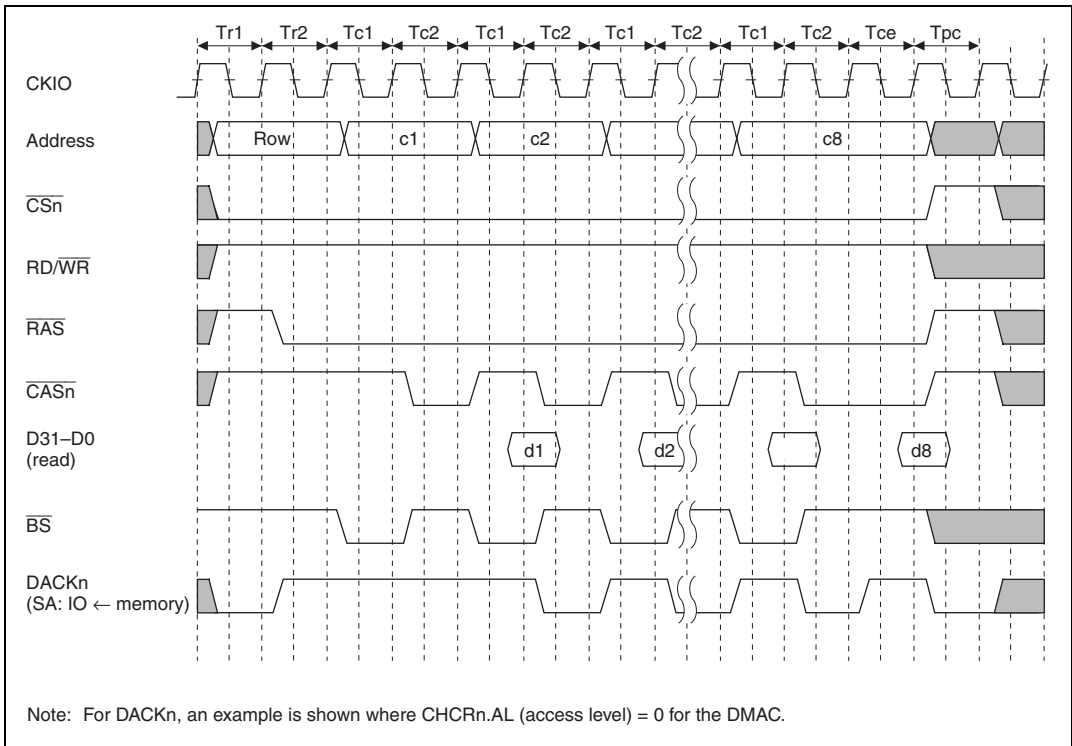 Tr1 Tr2 Tc1 Tc2 Tc1 Tc2 Tc1 Tc2 Tc1 Tc2 Tce Tpc
CKIO
Address Row c1 c2 c8
CSn
RD/WR
RAS
CASn
D31–D0
(read) d1 d2 d8
BS
DACKn
(SA: IO ← memory)
Note: For DACKn, an example is shown where CHCRn.AL (access level) = 0 for the DMAC.